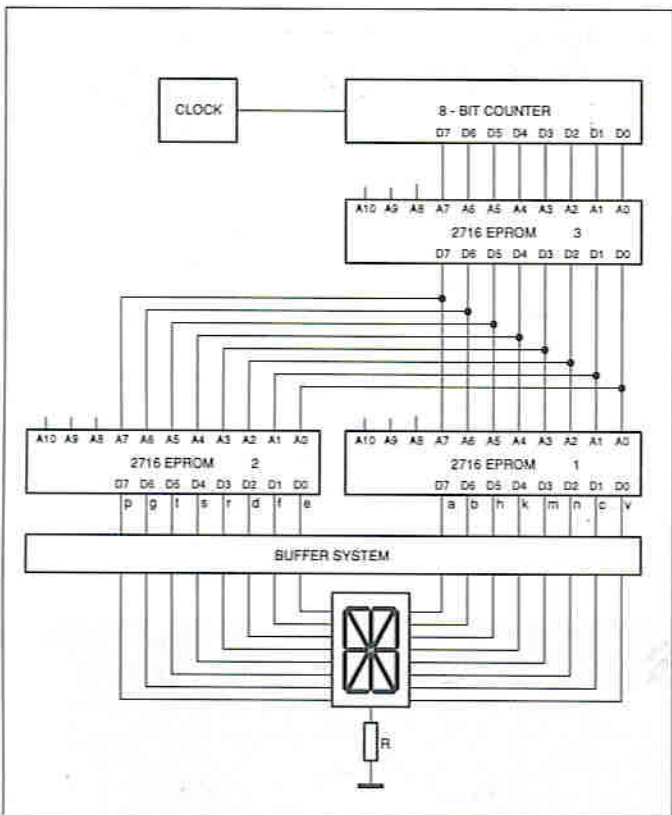 CLOCK
8 - BIT COUNTER
D7 D6 D5 D4 D3 D2 D1 D0
A10 A9 A8 A7 A6 A5 A4 A3 A2 A1 A0
2716 EPROM 3
D7 D6 D5 D4 D3 D2 D1 D0
A10 A9 A8 A7 A6 A5 A4 A3 A2 A1 A0
2716 EPROM 2
D7 D6 D5 D4 D3 D2 D1 D0
p g t s r d f e
A10 A9 A8 A7 A6 A5 A4 A3 A2 A1 A0
2716 EPROM 1
D7 D6 D5 D4 D3 D2 D1 D0
a b h k m n c v
BUFFER SYSTEM
R